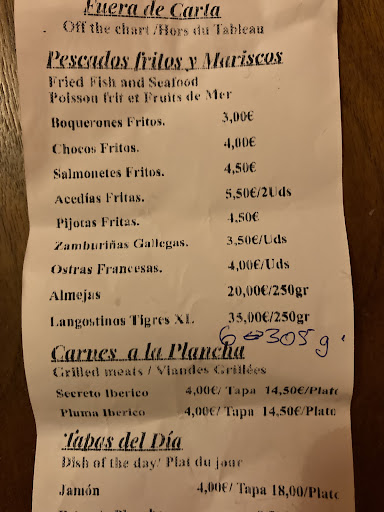 Fuera de Carta
Off the chart /Hors du Tableau
Pescados fritos y Mariscos
Fried Fish and Seafood
Poisson frit et Fruits de Mer
Boquerones Fritos. 3,00€
Chocos Fritos. 4,00€
Salmonetes Fritos. 4,50€
Acedías Fritas. 5,50€/2Uds
Pijotas Fritas. 4,50€
Zamburiñas Gallegas. 3,50€/Uds
Ostras Francesas. 4,00€/Uds
Almejas 20,00€/250gr
Langostinos Tigres XL. 35,00€/250gr
6 305 g.
Carnes a la Plancha
Grilled meats / Viandes Grillées
Secreto Iberico 4,00€/ Tapa 14,50€/Plato
Pluma Iberico 4,00€/ Tapa 14,50€/Plato
Tapas del Día
Dish of the day/ Plat du jour
Jamón 4,00€/ Tapa 18,00/Plato